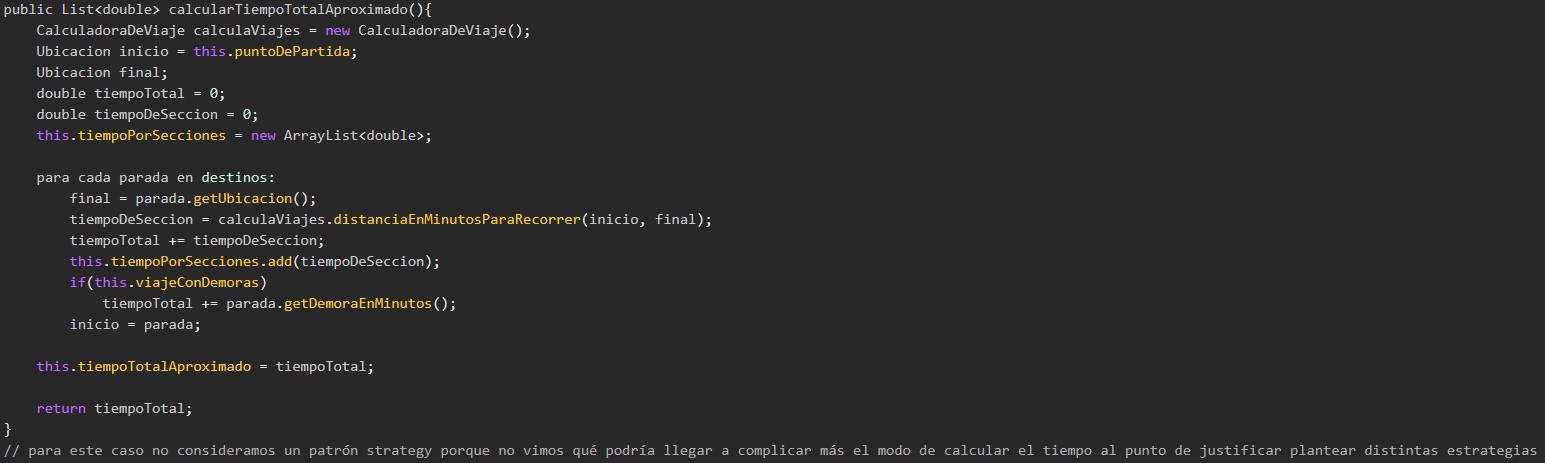 public List<double> calcularTiempoTotalAproximado(){
    CalculadoraDeViaje calculaViajes = new CalculadoraDeViaje();
    Ubicacion inicio = this.puntoDePartida;
    Ubicacion final;
    double tiempoTotal = 0;
    double tiempoDeSeccion = 0;
    this.tiempoPorSecciones = new ArrayList<double>;

    para cada parada en destinos:
        final = parada.getUbicacion();
        tiempoDeSeccion = calculaViajes.distanciaEnMinutosParaRecorrer(inicio, final);
        tiempoTotal += tiempoDeSeccion;
        this.tiempoPorSecciones.add(tiempoDeSeccion);
        if(this.viajeConDemoras)
            tiempoTotal += parada.getDemoraEnMinutos();
        inicio = parada;

    this.tiempoTotalAproximado = tiempoTotal;

    return tiempoTotal;
}
// para este caso no consideramos un patrón strategy porque no vimos qué podría llegar a complicar más el modo de calcular el tiempo al punto de justificar plantear distintas estrategias